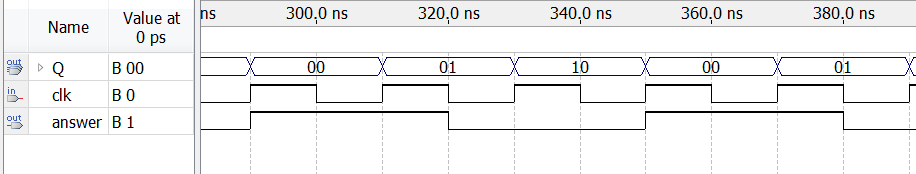 Name Value at 0 ps ns 300.0 ns 320.0 ns 340.0 ns 360.0 ns 380.0 ns
out Q B 00 00 01 10 00 01
in clk B 0
out answer B 1